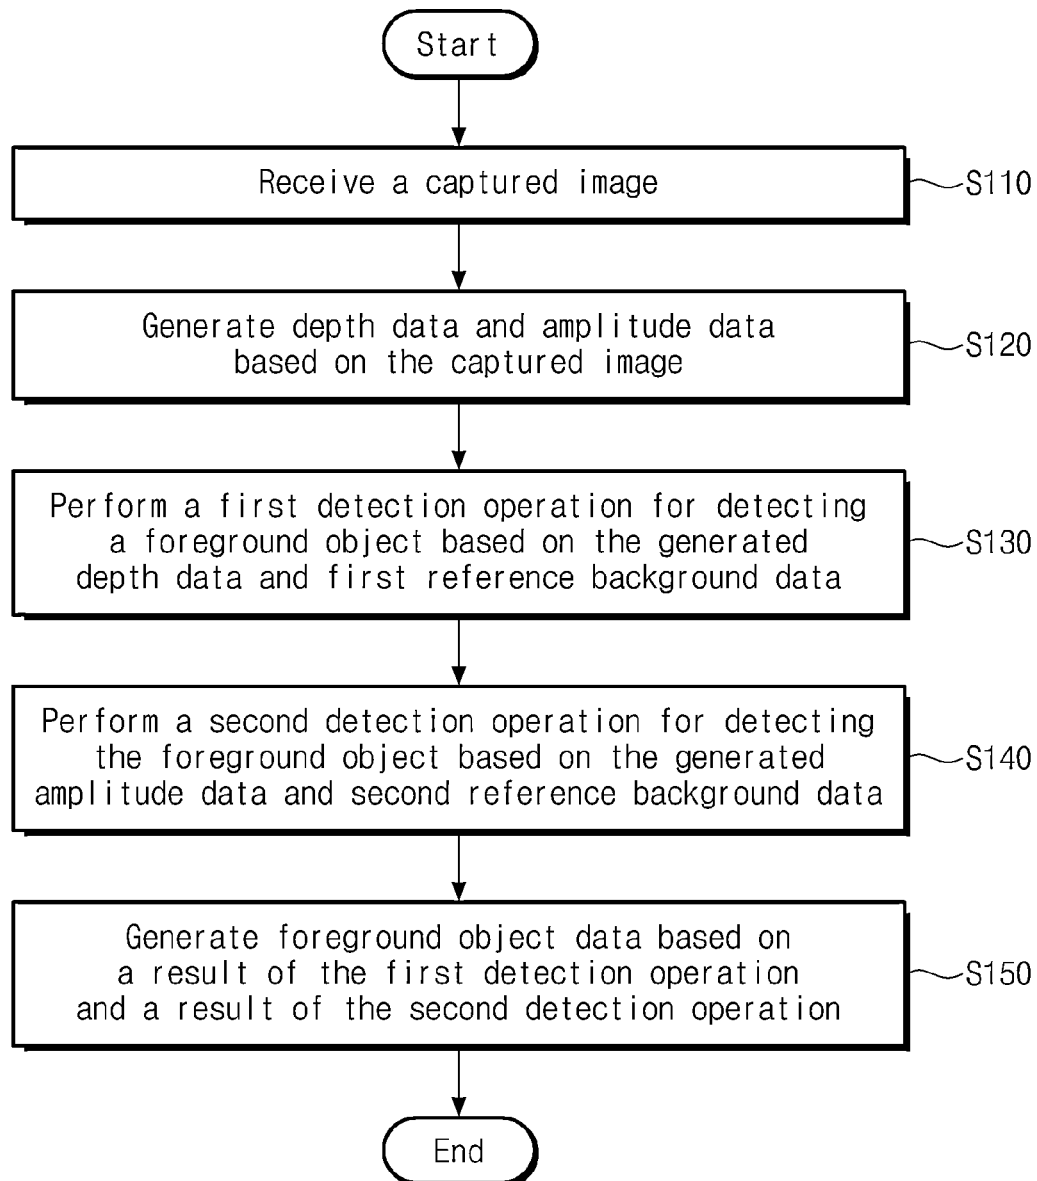 Start
Receive a captured image
S110
Generate depth data and amplitude data
based on the captured image
S120
Perform a first detection operation for detecting
a foreground object based on the generated
depth data and first reference background data
S130
Perform a second detection operation for detecting
the foreground object based on the generated
amplitude data and second reference background data
S140
Generate foreground object data based on
a result of the first detection operation
and a result of the second detection operation
S150
End